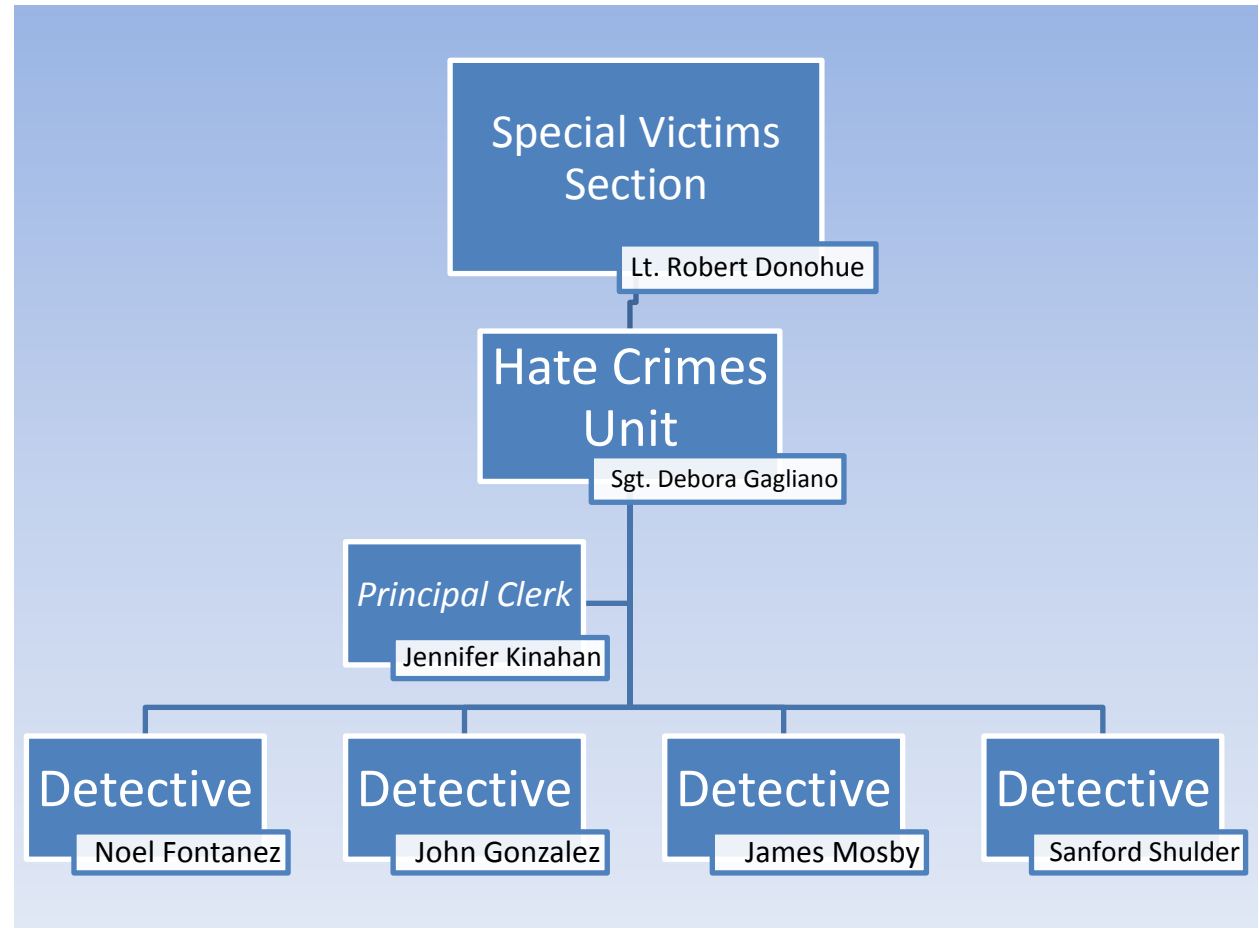 Special Victims
Section
Lt. Robert Donohue
Hate Crimes
Unit
Sgt. Debora Gagliano
Principal Clerk
Jennifer Kinahan
Detective
Noel Fontanez
Detective
John Gonzalez
Detective
James Mosby
Detective
Sanford Shulder